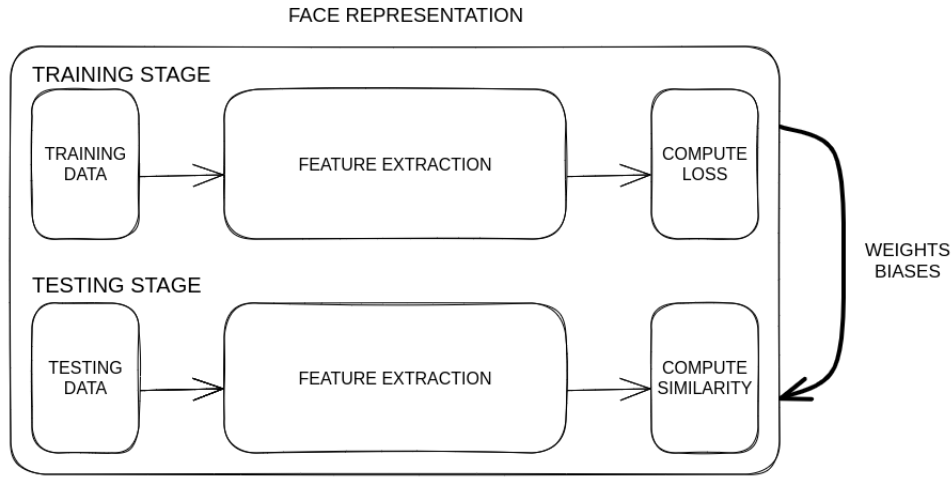 FACE REPRESENTATION
TRAINING STAGE
TRAINING
DATA
FEATURE EXTRACTION
COMPUTE
LOSS
WEIGHTS
BIASES
TESTING STAGE
TESTING
DATA
FEATURE EXTRACTION
COMPUTE
SIMILARITY